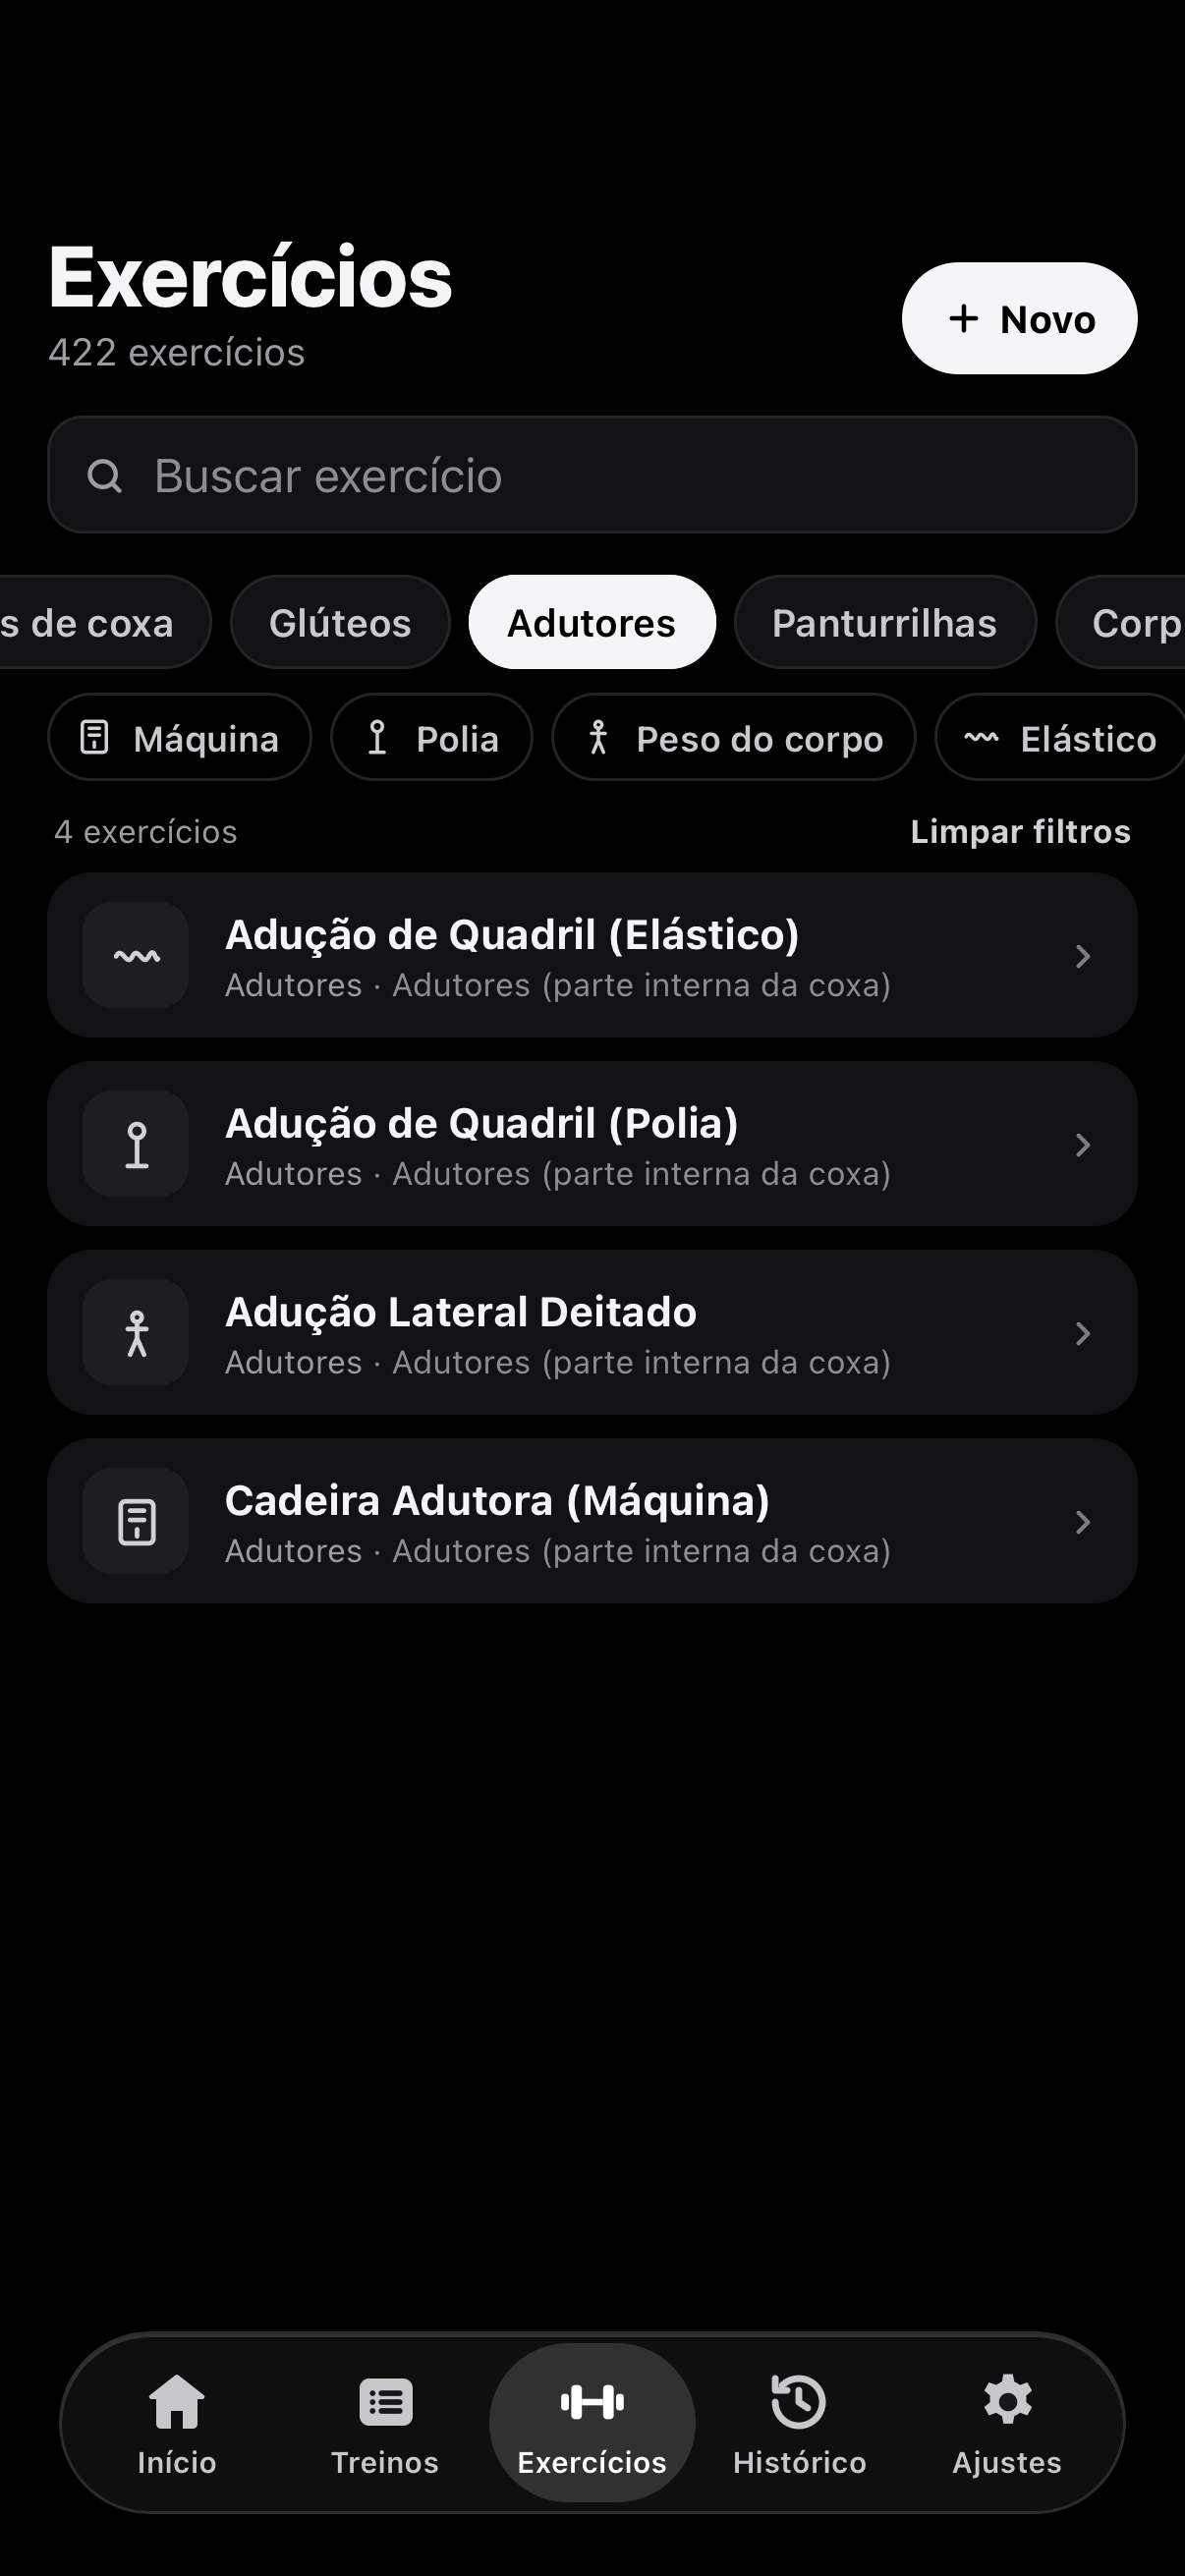 Exercícios
422 exercícios
+ Novo
Buscar exercício
s de coxa
Glúteos
Adutores
Panturrilhas
Corp
Máquina
Polia
Peso do corpo
Elástico
4 exercícios
Limpar filtros
Adução de Quadril (Elástico)
Adutores · Adutores (parte interna da coxa)
Adução de Quadril (Polia)
Adutores · Adutores (parte interna da coxa)
Adução Lateral Deitado
Adutores · Adutores (parte interna da coxa)
Cadeira Adutora (Máquina)
Adutores · Adutores (parte interna da coxa)
Início
Treinos
Exercícios
Histórico
Ajustes